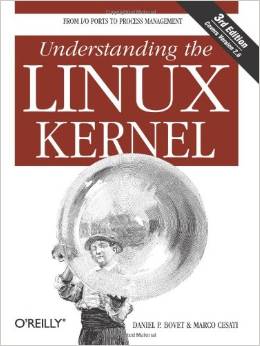 FROM I/O PORTS TO PROCESS MANAGEMENT
Understanding the
LINUX
KERNEL
3rd Edition
Covers Version 2.6
O'REILLY®
DANIEL P. BOVET & MARCO CESATI